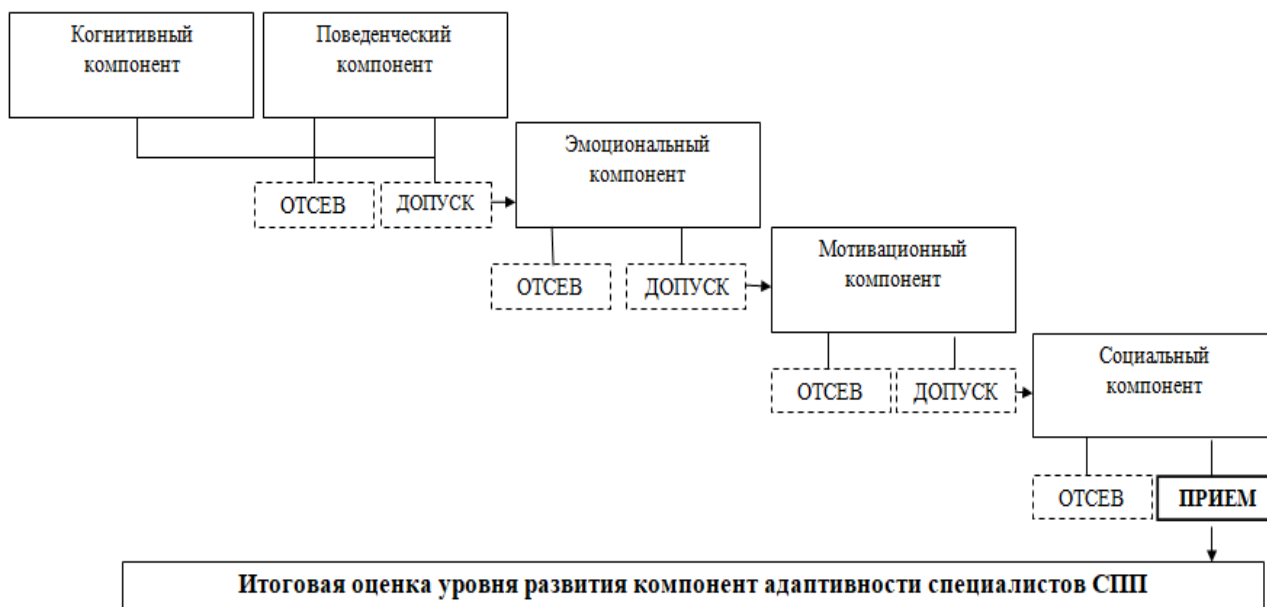 Когнитивный
компонент
Поведенческий
компонент
ОТСЕВ
ДОПУСК
Эмоциональный
компонент
ОТСЕВ
ДОПУСК
Мотивационный
компонент
ОТСЕВ
ДОПУСК
Социальный
компонент
ОТСЕВ
ПРИЕМ
Итоговая оценка уровня развития компонент адаптивности специалистов СПП